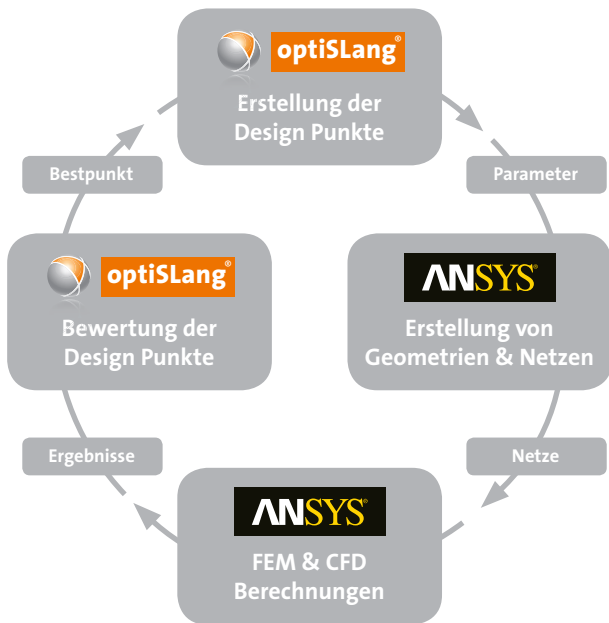 optiSLang®
Erstellung der
Design Punkte
Bestpunkt
Parameter
optiSLang®
Bewertung der
Design Punkte
ANSYS®
Erstellung von
Geometrien & Netzen
Ergebnisse
Netze
ANSYS®
FEM & CFD
Berechnungen